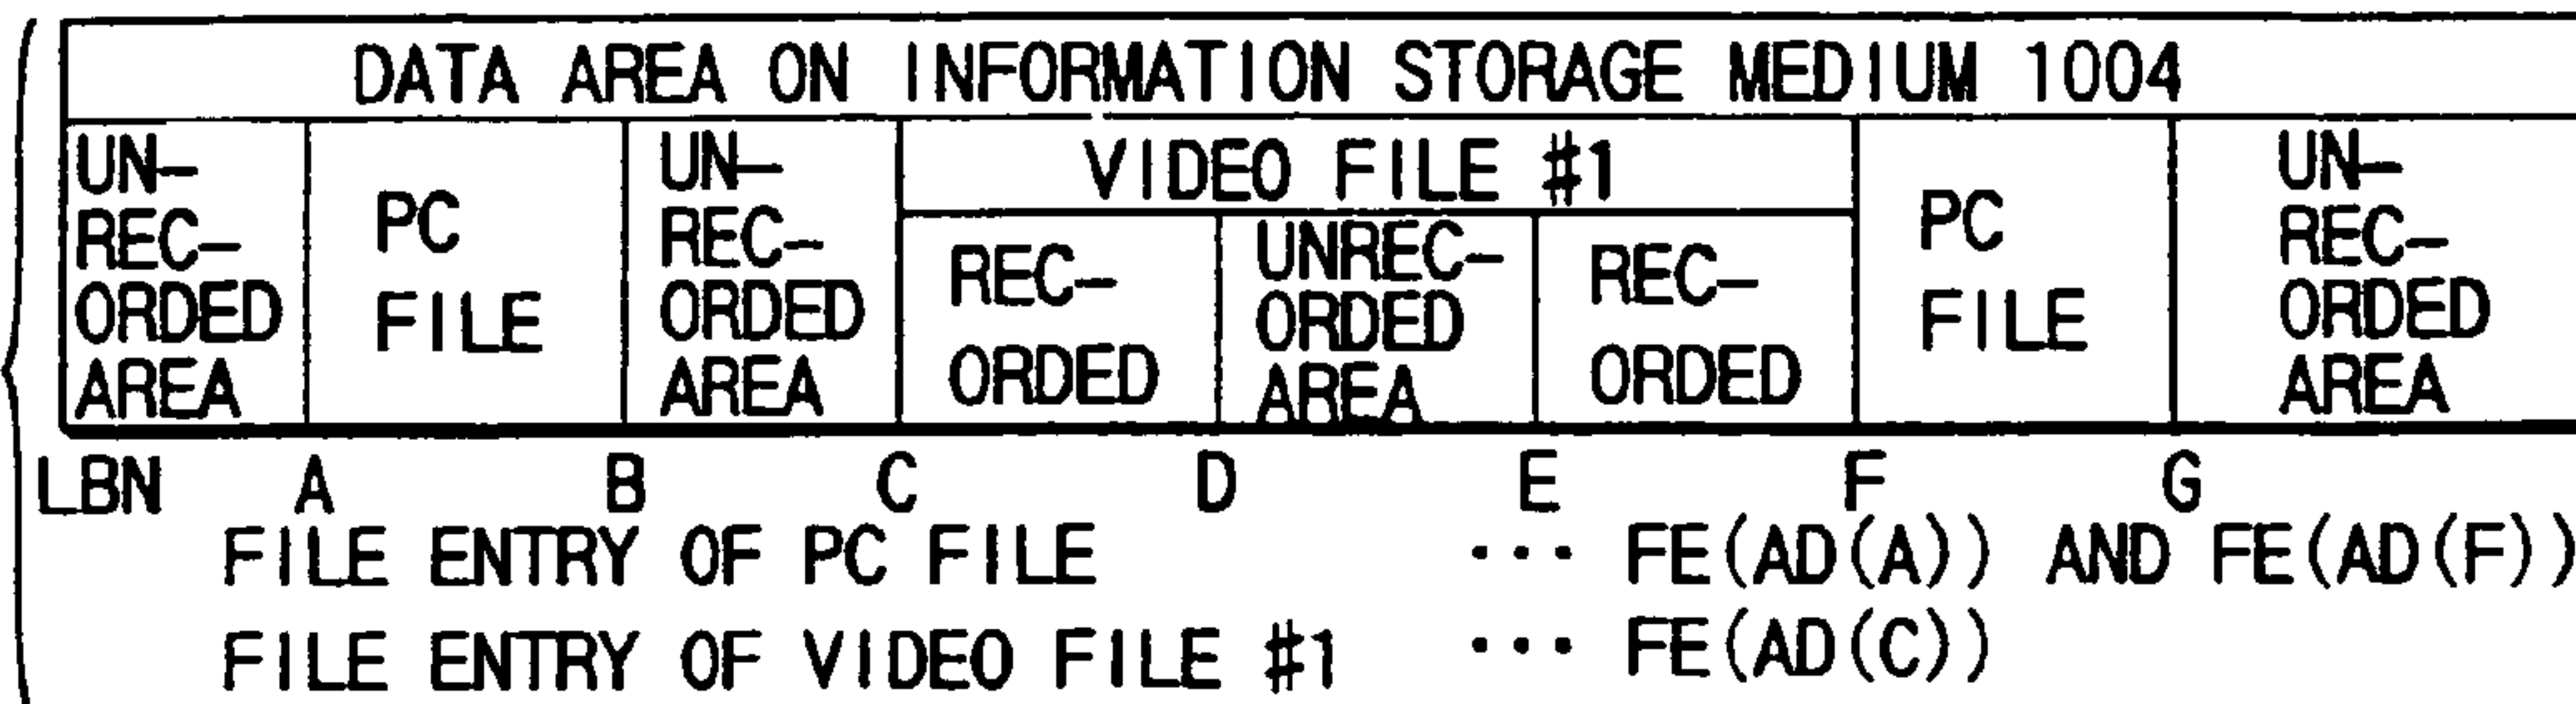 DATA AREA ON INFORMATION STORAGE MEDIUM 1004
UN-
REC-
ORDED
AREA
PC
FILE
UN-
REC-
ORDED
AREA
VIDEO FILE #1
REC-
ORDED
UNREC-
ORDED
AREA
REC-
ORDED
PC
FILE
UN-
REC-
ORDED
AREA
LBN A B C D E F G
FILE ENTRY OF PC FILE ... FE(AD(A)) AND FE(AD(F))
FILE ENTRY OF VIDEO FILE #1 ... FE(AD(C))